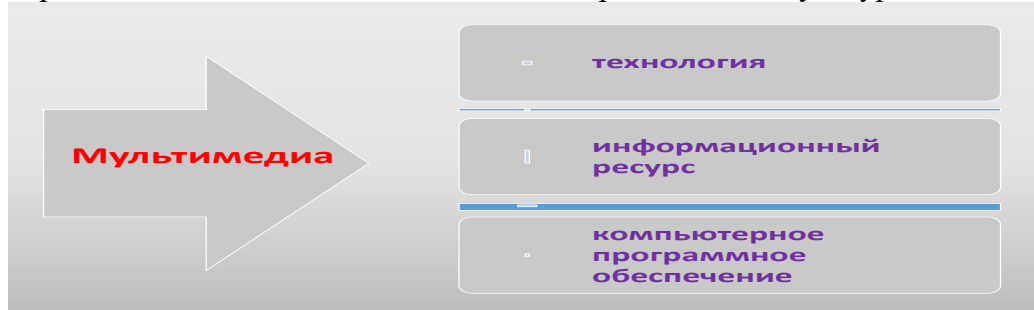 Мультимедиа
технология
информационный
ресурс
компьютерное
программное
обеспечение